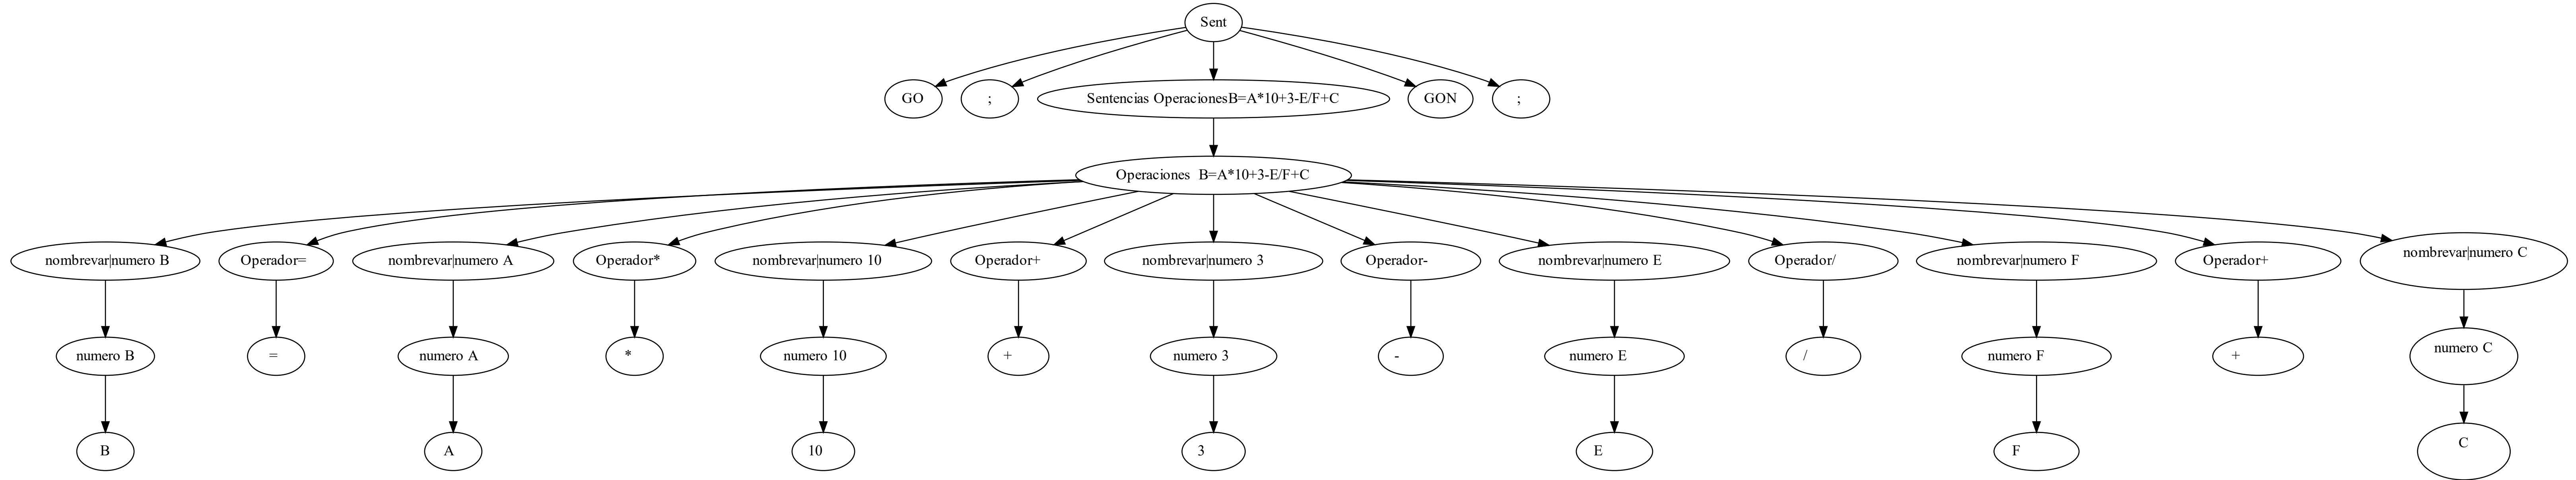 Sent
GO
;
Sentencias OperacionesB=A*10+3-E/F+C
GON
;
Operaciones  B=A*10+3-E/F+C
nombrevar|numero B
Operador=
nombrevar|numero A
Operador*
nombrevar|numero 10
Operador+
nombrevar|numero 3
Operador-
nombrevar|numero E
Operador/
nombrevar|numero F
Operador+
nombrevar|numero C
numero B
=
numero A
*
numero 10
+
numero 3
-
numero E
/
numero F
+
numero C
B
A
10
3
E
F
C